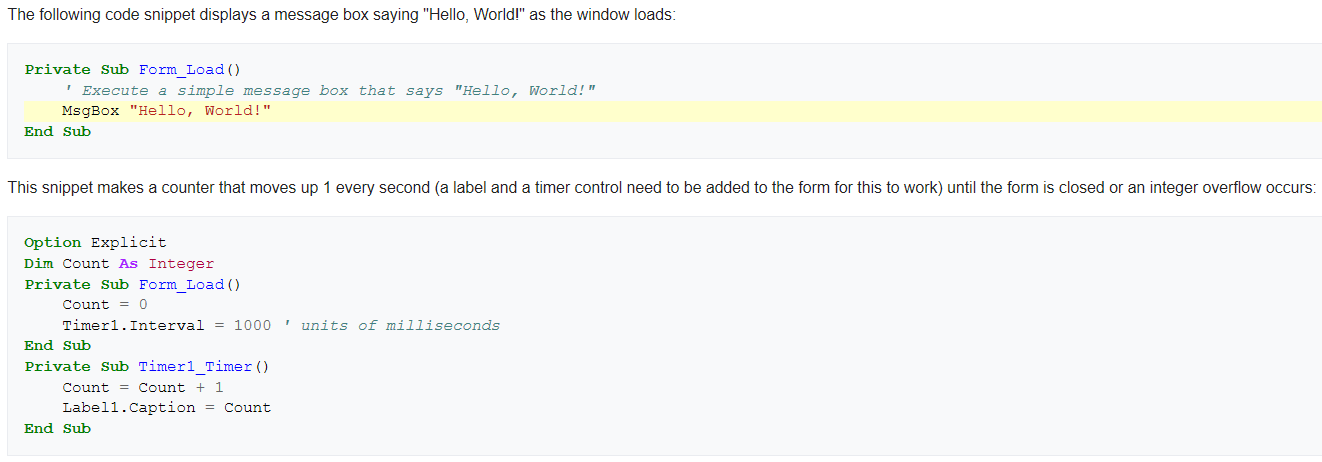 The following code snippet displays a message box saying "Hello, World!" as the window loads:
Private Sub Form_Load()
    ' Execute a simple message box that says "Hello, World!"
    MsgBox "Hello, World!"
End Sub
This snippet makes a counter that moves up 1 every second (a label and a timer control need to be added to the form for this to work) until the form is closed or an integer overflow occurs:
Option Explicit
Dim Count As Integer
Private Sub Form_Load()
    Count = 0
    Timer1.Interval = 1000 ' units of milliseconds
End Sub
Private Sub Timer1_Timer()
    Count = Count + 1
    Label1.Caption = Count
End Sub